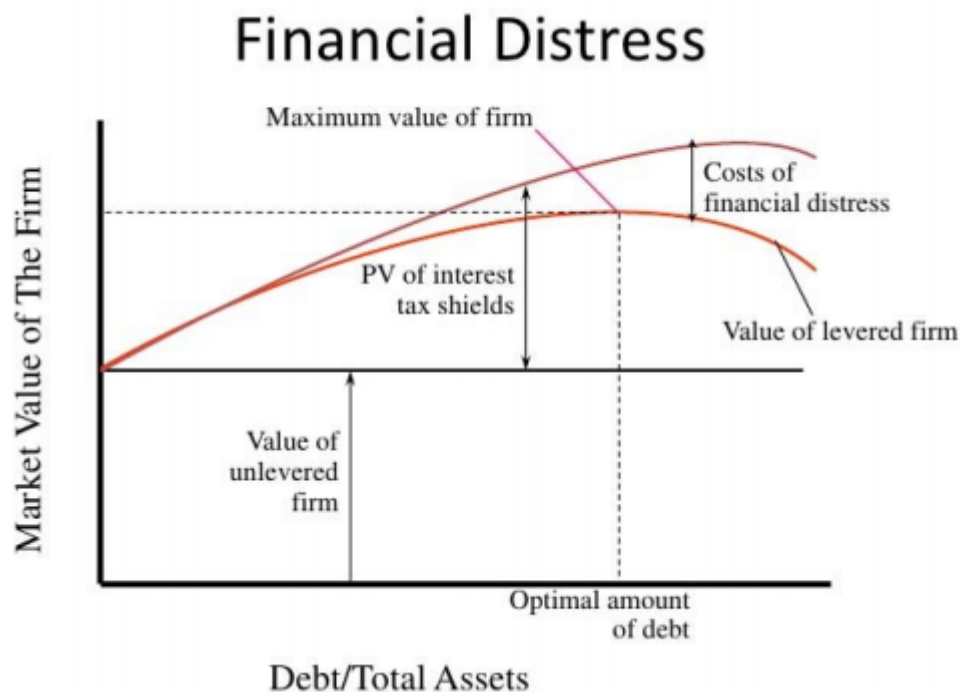 Financial Distress
Maximum value of firm
Costs of
financial distress
PV of interest
tax shields
Value of levered firm
Value of
unlevered
firm
Market Value of The Firm
Optimal amount
of debt
Debt/Total Assets